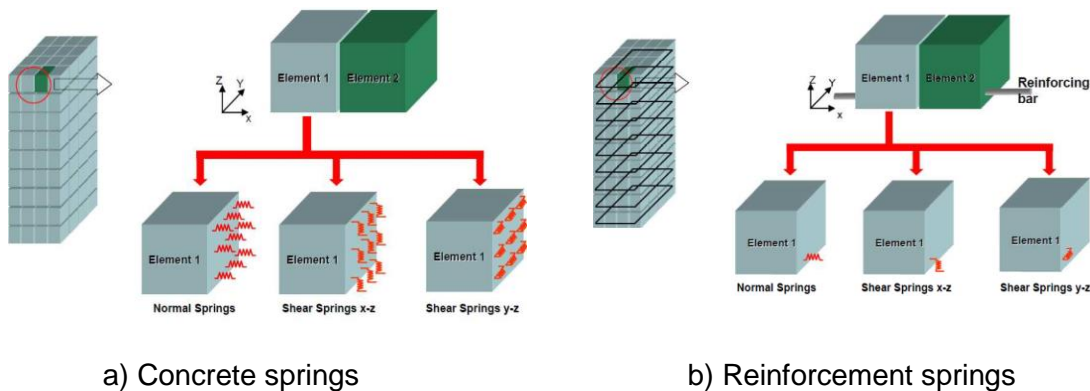 Element 1
Element 2
Z
Y
x
Element 1
Element 1
Element 1
Normal Springs
Shear Springs x-z
Shear Springs y-z
a) Concrete springs
Element 1
Element 2
Reinforcing
bar
Z
Y
x
Element 1
Element 1
Element 1
Normal Springs
Shear Springs x-z
Shear Springs y-z
b) Reinforcement springs